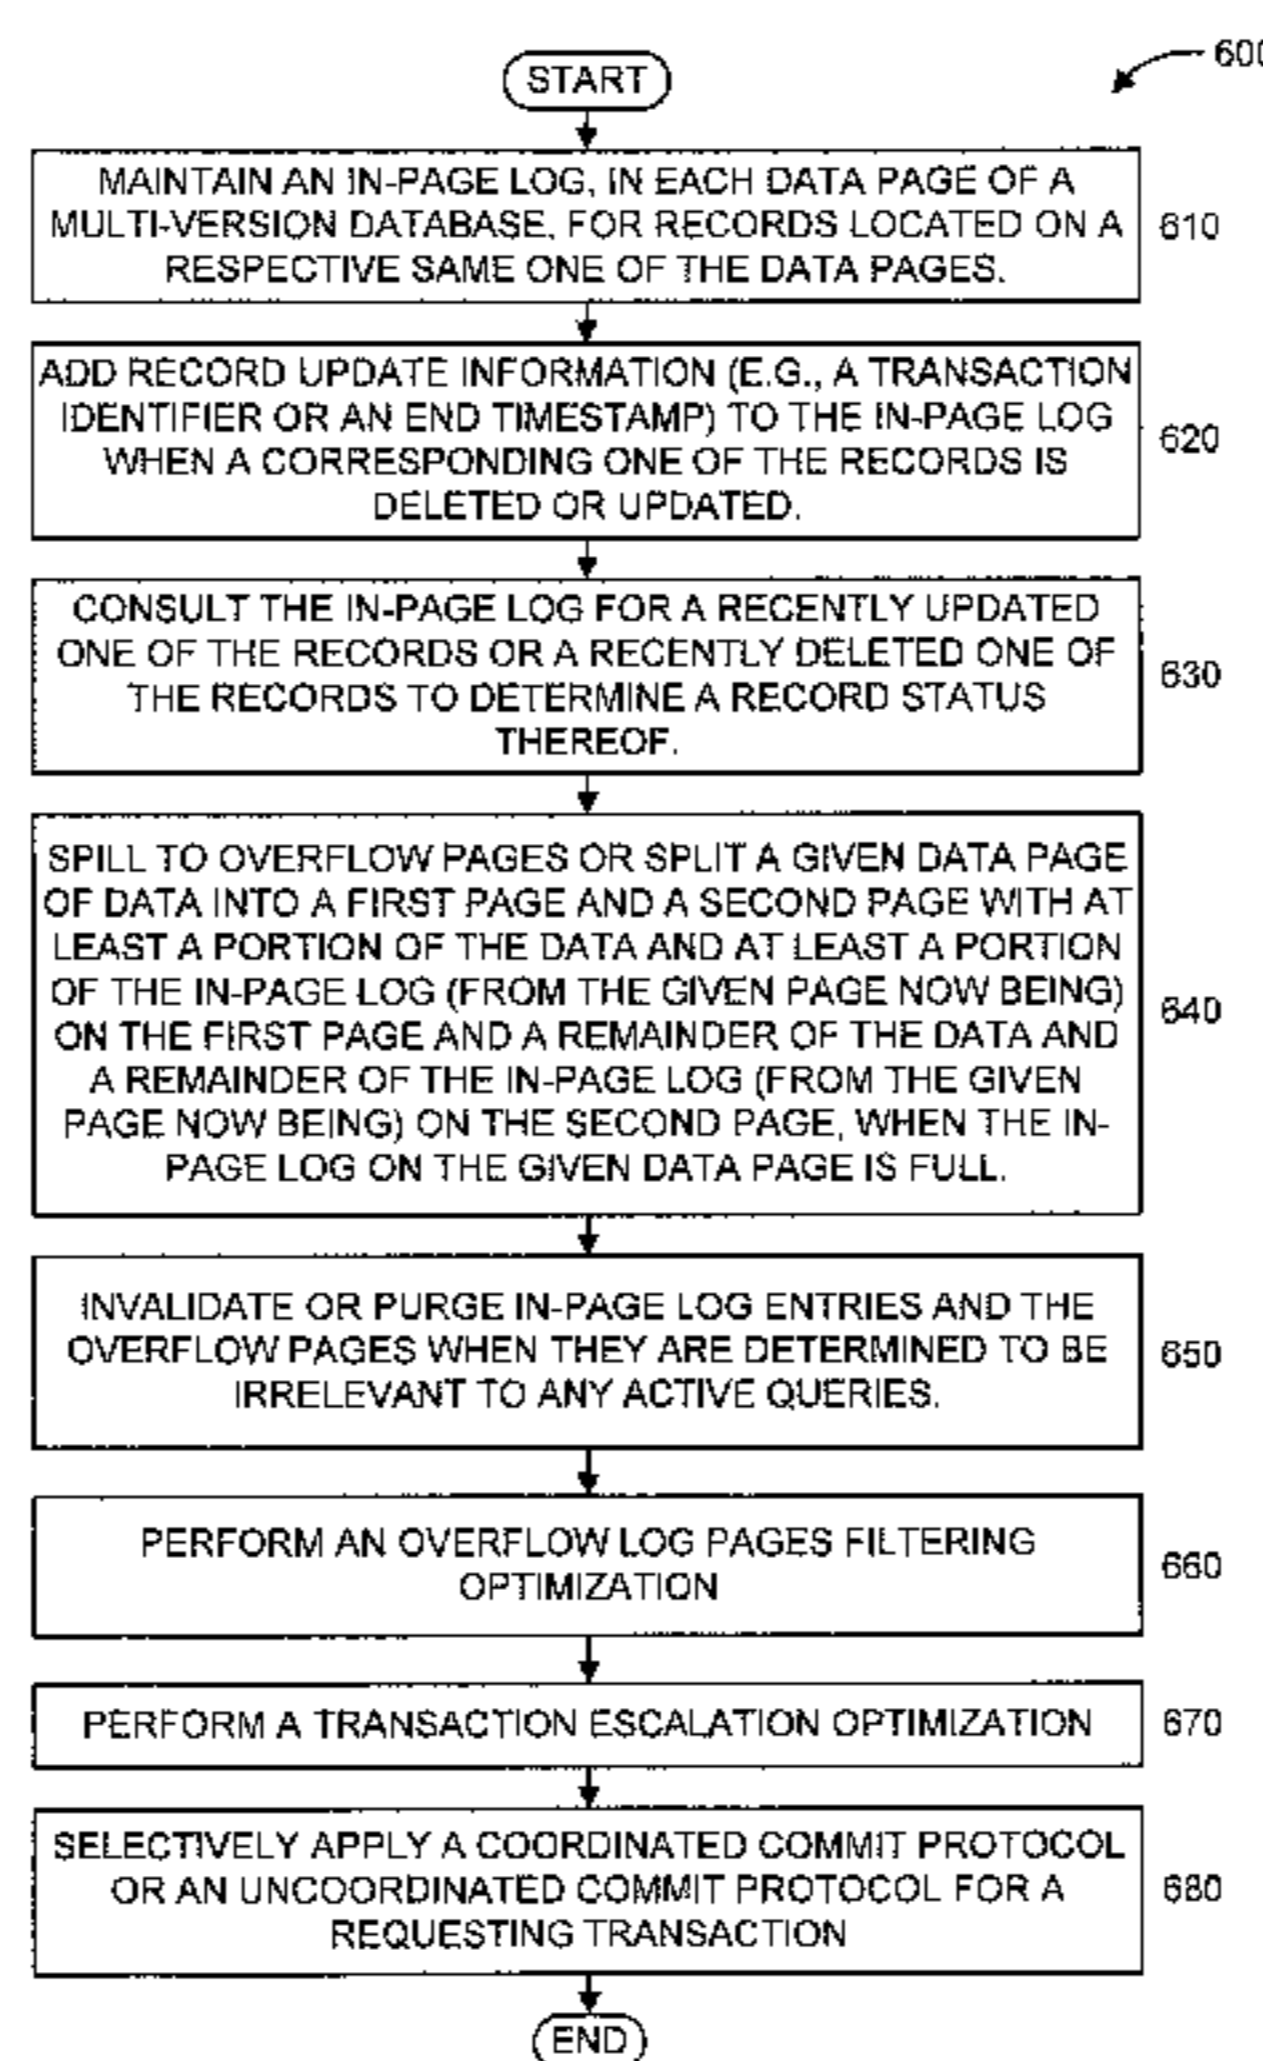 600
START
MAINTAIN AN IN-PAGE LOG, IN EACH DATA PAGE OF A
MULTI-VERSION DATABASE, FOR RECORDS LOCATED ON A
RESPECTIVE SAME ONE OF THE DATA PAGES.
610
ADD RECORD UPDATE INFORMATION (E.G., A TRANSACTION
IDENTIFIER OR AN END TIMESTAMP) TO THE IN-PAGE LOG
WHEN A CORRESPONDING ONE OF THE RECORDS IS
DELETED OR UPDATED.
620
CONSULT THE IN-PAGE LOG FOR A RECENTLY UPDATED
ONE OF THE RECORDS OR A RECENTLY DELETED ONE OF
THE RECORDS TO DETERMINE A RECORD STATUS
THEREOF.
630
SPILL TO OVERFLOW PAGES OR SPLIT A GIVEN DATA PAGE
OF DATA INTO A FIRST PAGE AND A SECOND PAGE WITH AT
LEAST A PORTION OF THE DATA AND AT LEAST A PORTION
OF THE IN-PAGE LOG (FROM THE GIVEN PAGE NOW BEING)
ON THE FIRST PAGE AND A REMAINDER OF THE DATA AND
A REMAINDER OF THE IN-PAGE LOG (FROM THE GIVEN
PAGE NOW BEING) ON THE SECOND PAGE, WHEN THE IN-
PAGE LOG ON THE GIVEN DATA PAGE IS FULL.
640
INVALIDATE OR PURGE IN-PAGE LOG ENTRIES AND THE
OVERFLOW PAGES WHEN THEY ARE DETERMINED TO BE
IRRELEVANT TO ANY ACTIVE QUERIES.
650
PERFORM AN OVERFLOW LOG PAGES FILTERING
OPTIMIZATION
660
PERFORM A TRANSACTION ESCALATION OPTIMIZATION
670
SELECTIVELY APPLY A COORDINATED COMMIT PROTOCOL
OR AN UNCOORDINATED COMMIT PROTOCOL FOR A
REQUESTING TRANSACTION
680
END